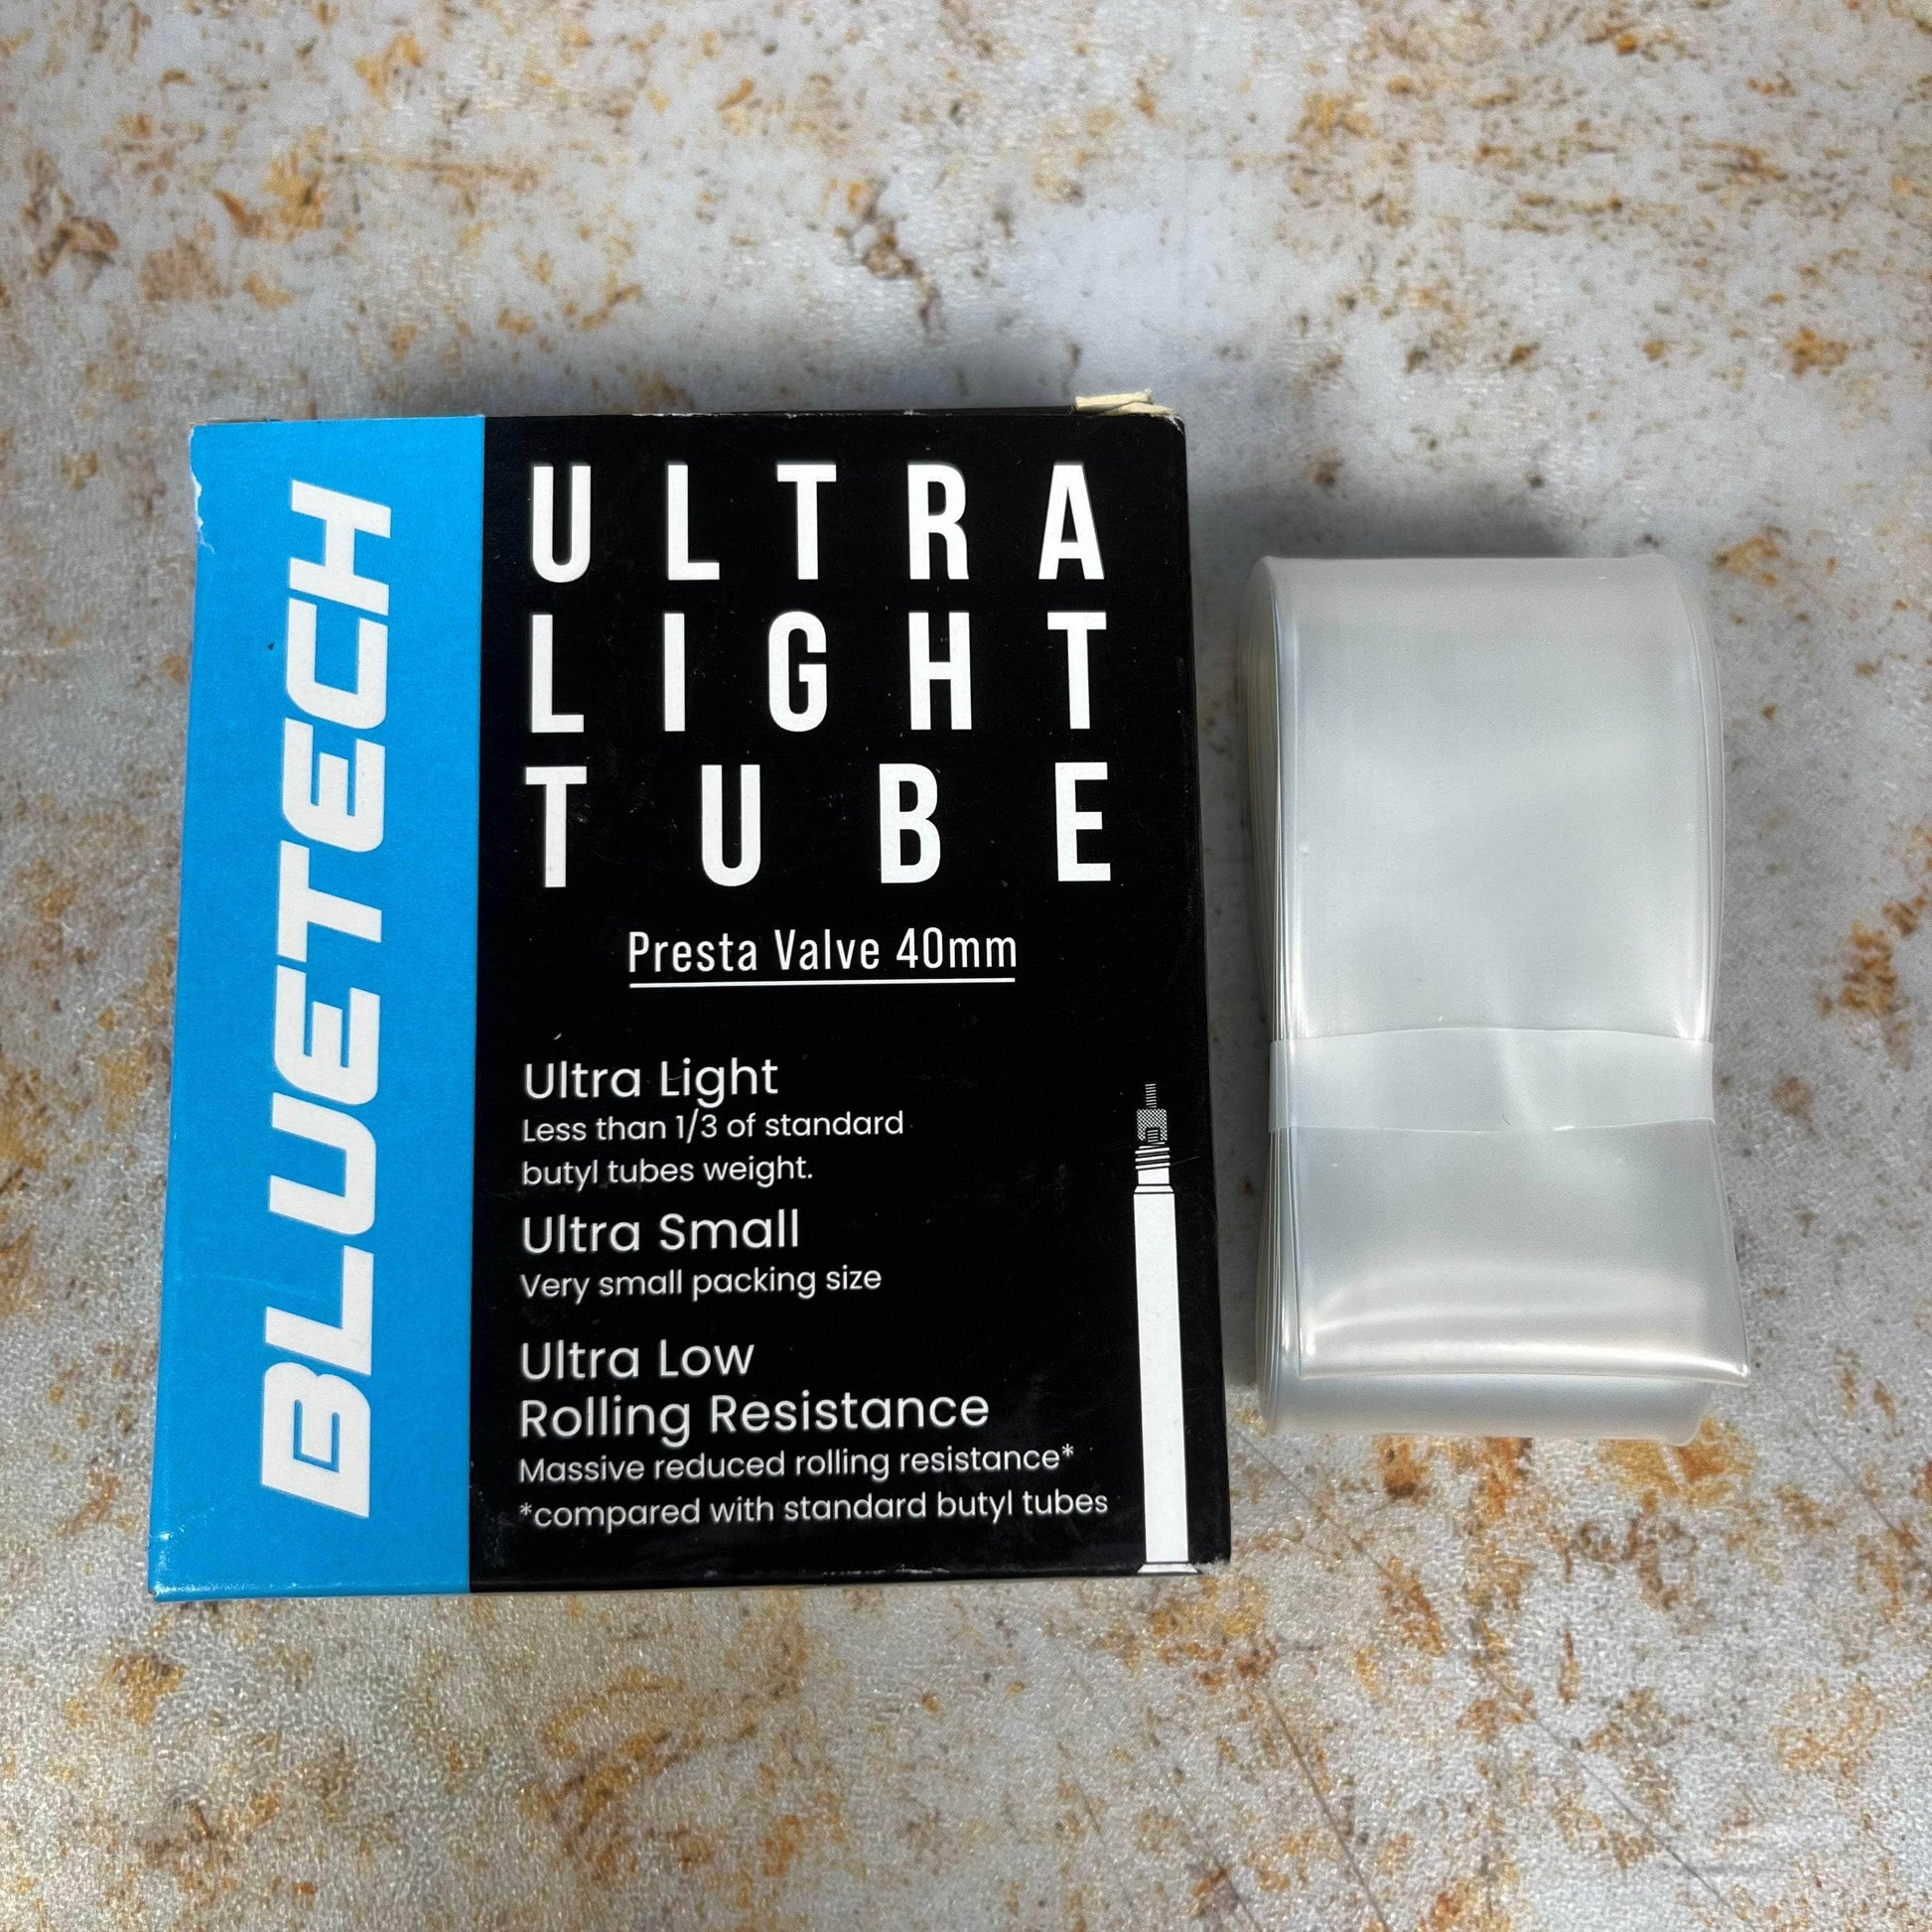 BLUETECH
ULTRA
LIGHT
TUBE
Presta Valve 40mm
Ultra Light
Less than 1/3 of standard
butyl tubes weight.
Ultra Small
Very small packing size
Ultra Low
Rolling Resistance
Massive reduced rolling resistance*
*compared with standard butyl tubes